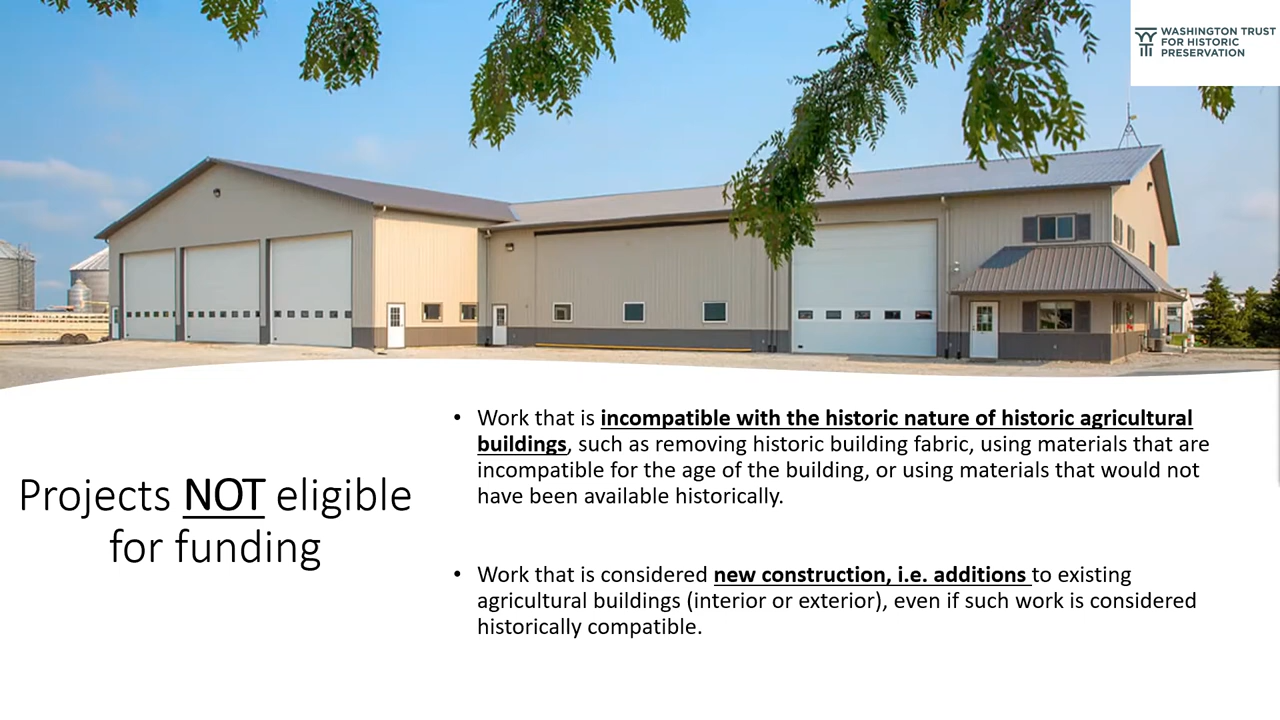 WASHINGTON TRUST
FOR HISTORIC
PRESERVATION
Projects NOT eligible
for funding
• Work that is incompatible with the historic nature of historic agricultural
buildings, such as removing historic building fabric, using materials that are
incompatible for the age of the building, or using materials that would not
have been available historically.
• Work that is considered new construction, i.e. additions to existing
agricultural buildings (interior or exterior), even if such work is considered
historically compatible.